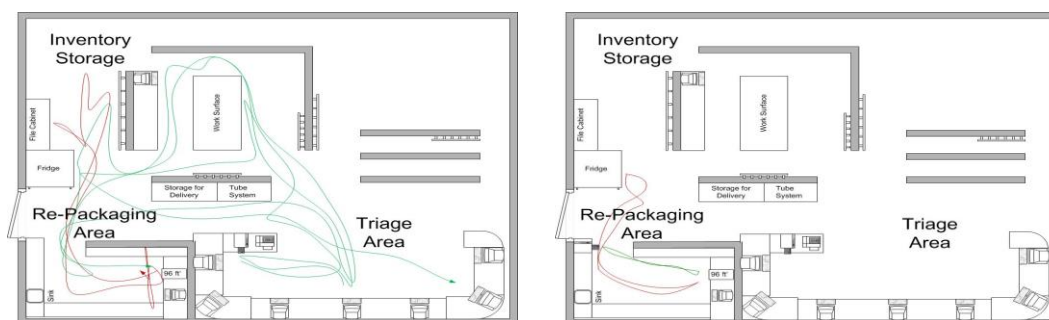 Inventory
Storage
File Cabinet
Fridge
Work Surface
Storage for
Delivery
Tube
System
Re-Packaging
Area
Triage
Area
Sink
96 ft²
Inventory
Storage
File Cabinet
Fridge
Work Surface
Storage for
Delivery
Tube
System
Re-Packaging
Area
Triage
Area
Sink
96 ft²